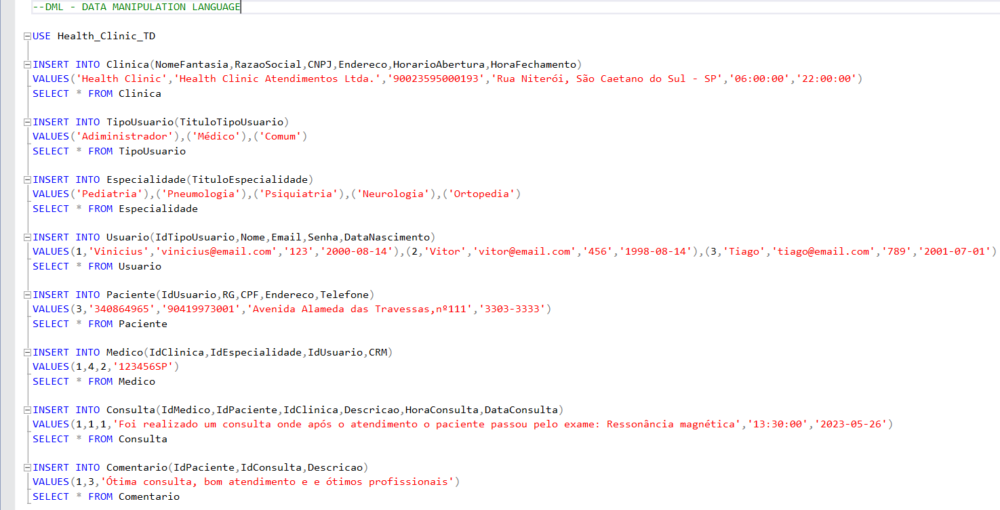 --DML - DATA MANIPULATION LANGUAGE
USE Health_Clinic_TD
INSERT INTO Clinica(NomeFantasia,RazaoSocial,CNPJ,Endereco,HorarioAbertura,HoraFechamento)
VALUES('Health Clinic','Health Clinic Atendimentos Ltda.','90023595000193','Rua Niterói, São Caetano do Sul - SP','06:00:00','22:00:00')
SELECT * FROM Clinica
INSERT INTO TipoUsuario(TituloTipoUsuario)
VALUES('Adiministrador'),('Médico'),('Comum')
SELECT * FROM TipoUsuario
INSERT INTO Especialidade(TituloEspecialidade)
VALUES('Pediatria'),('Pneumologia'),('Psiquiatria'),('Neurologia'),('Ortopedia')
SELECT * FROM Especialidade
INSERT INTO Usuario(IdTipoUsuario,Nome,Email,Senha,DataNascimento)
VALUES(1,'Vinicius','vinicius@email.com','123','2000-08-14'),(2,'Vitor','vitor@email.com','456','1998-08-14'),(3,'Tiago','tiago@email.com','789','2001-07-01')
SELECT * FROM Usuario
INSERT INTO Paciente(IdUsuario,RG,CPF,Endereco,Telefone)
VALUES(3,'340864965','90419973001','Avenida Alameda das Travessas,nº111','3303-3333')
SELECT * FROM Paciente
INSERT INTO Medico(IdClinica,IdEspecialidade,IdUsuario,CRM)
VALUES(1,4,2,'123456SP')
SELECT * FROM Medico
INSERT INTO Consulta(IdMedico,IdPaciente,IdClinica,Descricao,HoraConsulta,DataConsulta)
VALUES(1,1,1,'Foi realizado um consulta onde após o atendimento o paciente passou pelo exame: Ressonância magnética','13:30:00','2023-05-26')
SELECT * FROM Consulta
INSERT INTO Comentario(IdPaciente,IdConsulta,Descricao)
VALUES(1,3,'Ótima consulta, bom atendimento e e ótimos profissionais')
SELECT * FROM Comentario